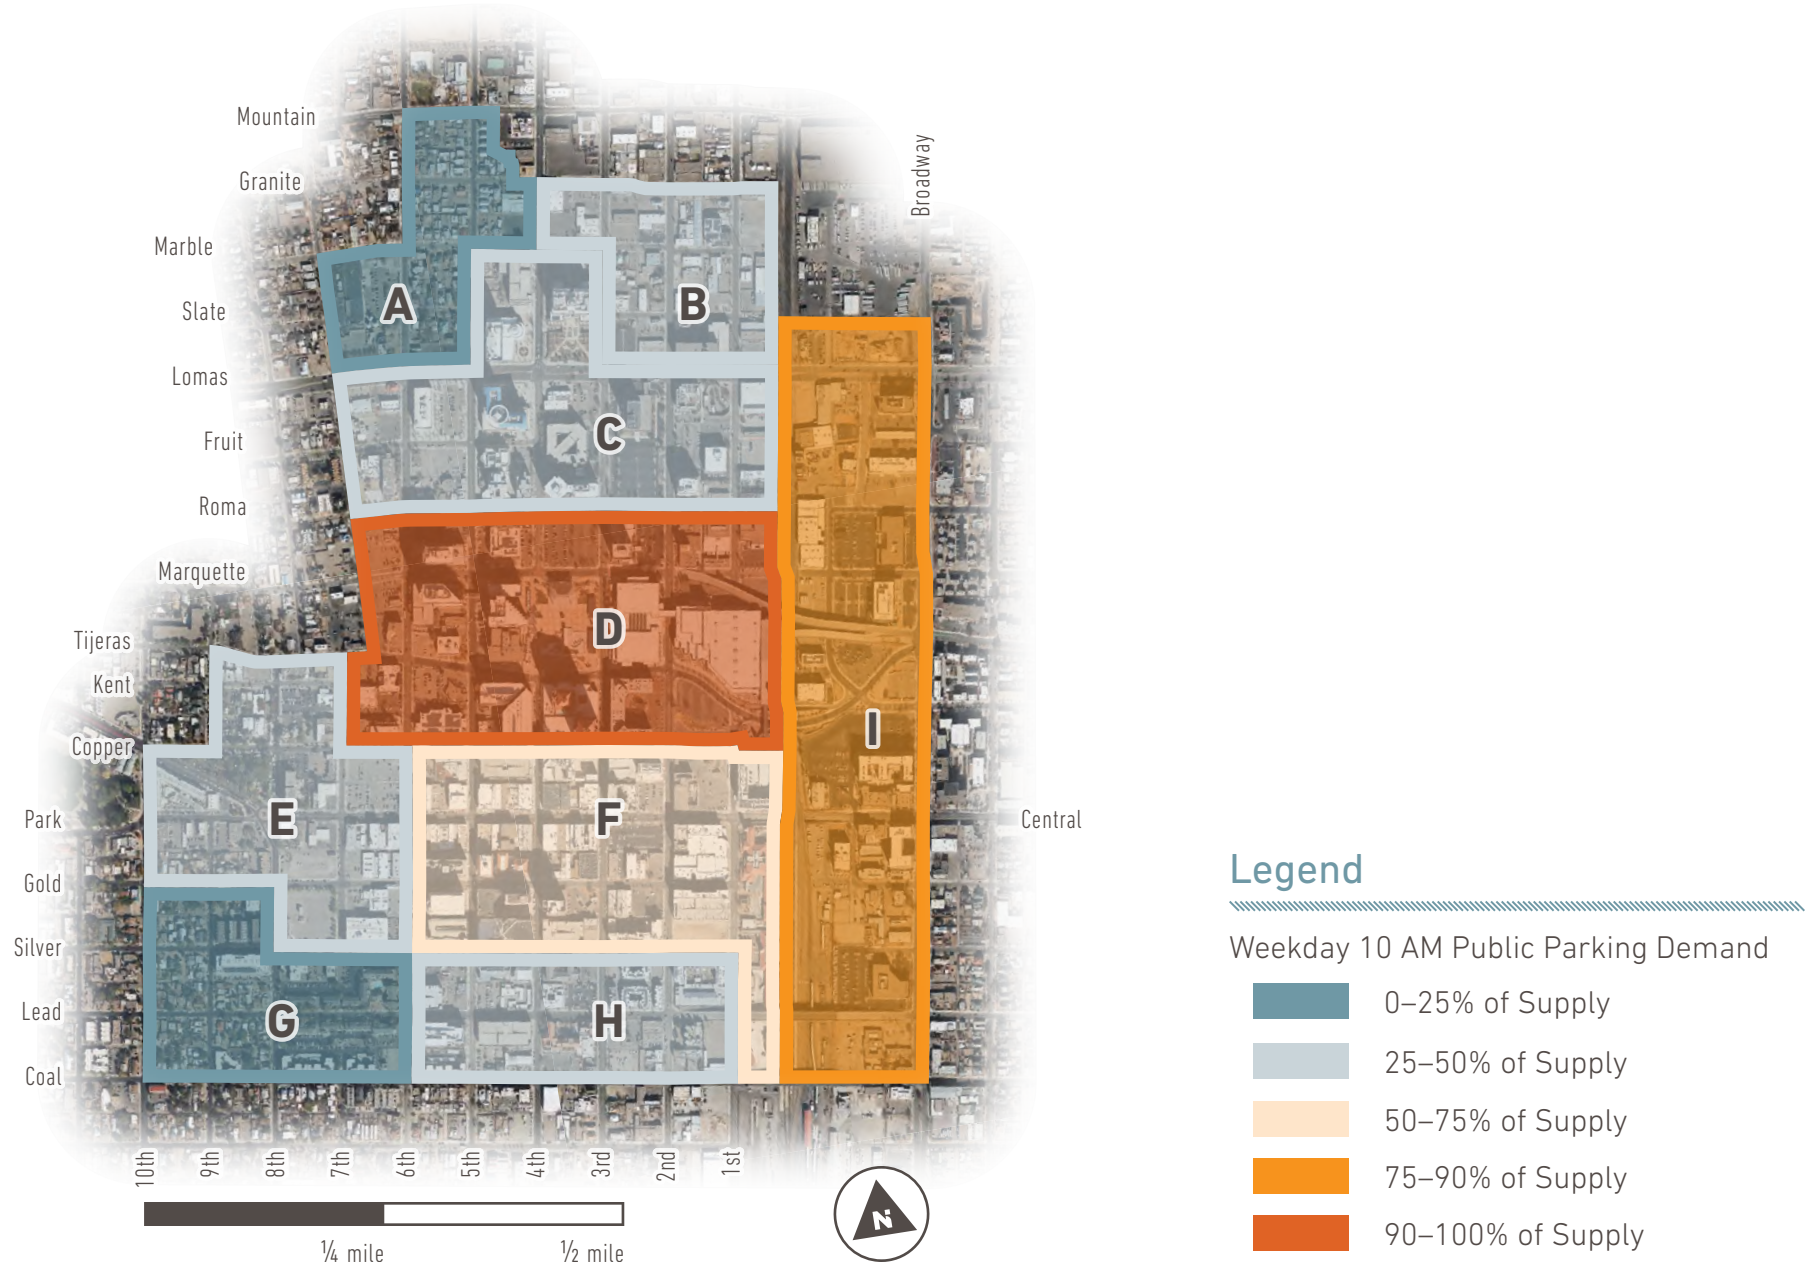 Mountain
Granite
Marble
Slate
Lomas
Fruit
Roma
Marquette
Tijeras
Kent
Copper
Park
Gold
Silver
Lead
Coal
Broadway
Central
A
B
C
D
E
F
G
H
I
10th
9th
8th
7th
6th
5th
4th
3rd
2nd
1st
¼ mile
½ mile
N
Legend
Weekday 10 AM Public Parking Demand
0–25% of Supply
25–50% of Supply
50–75% of Supply
75–90% of Supply
90–100% of Supply